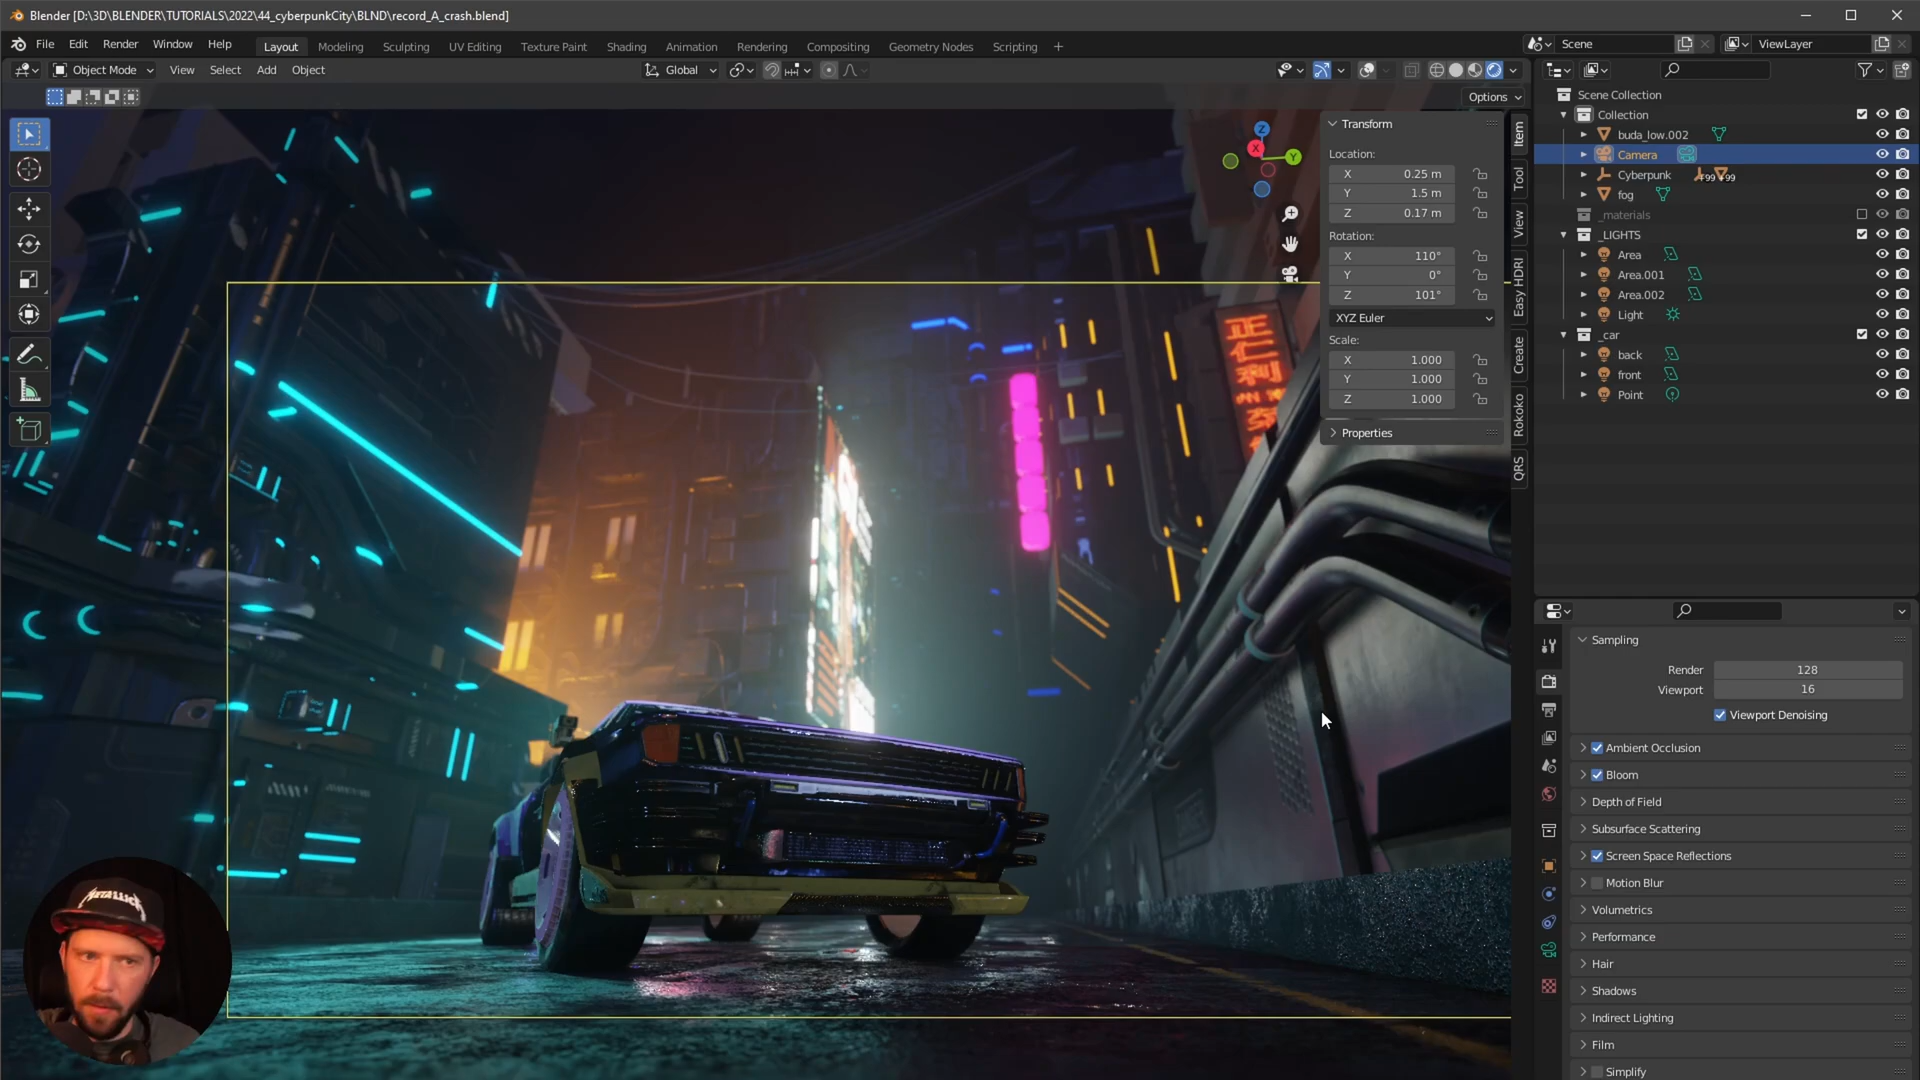 Blender [D:\3D\BLENDER\TUTORIALS\2022\44_cyberpunkCity\BLND\record_A_crash.blend]
File Edit Render Window Help Layout Modeling Sculpting UV Editing Texture Paint Shading Animation Rendering Compositing Geometry Nodes Scripting + Scene ViewLayer
Object Mode View Select Add Object Global
Options
Transform
Location:
X 0.25 m
Y 1.5 m
Z 0.17 m
Rotation:
X 110°
Y 0°
Z 101°
XYZ Euler
Scale:
X 1.000
Y 1.000
Z 1.000
Properties
Item
Tool
View
Easy HDRI
Create
Rokoko
QRS
Z
X
Y
Scene Collection
Collection
buda_low.002
Camera
Cyberpunk
fog
_materials
_LIGHTS
Area
Area.001
Area.002
Light
_car
back
front
Point
Sampling
Render 128
Viewport 16
Viewport Denoising
Ambient Occlusion
Bloom
Depth of Field
Subsurface Scattering
Screen Space Reflections
Motion Blur
Volumetrics
Performance
Hair
Shadows
Indirect Lighting
Film
Simplify
METALLICA